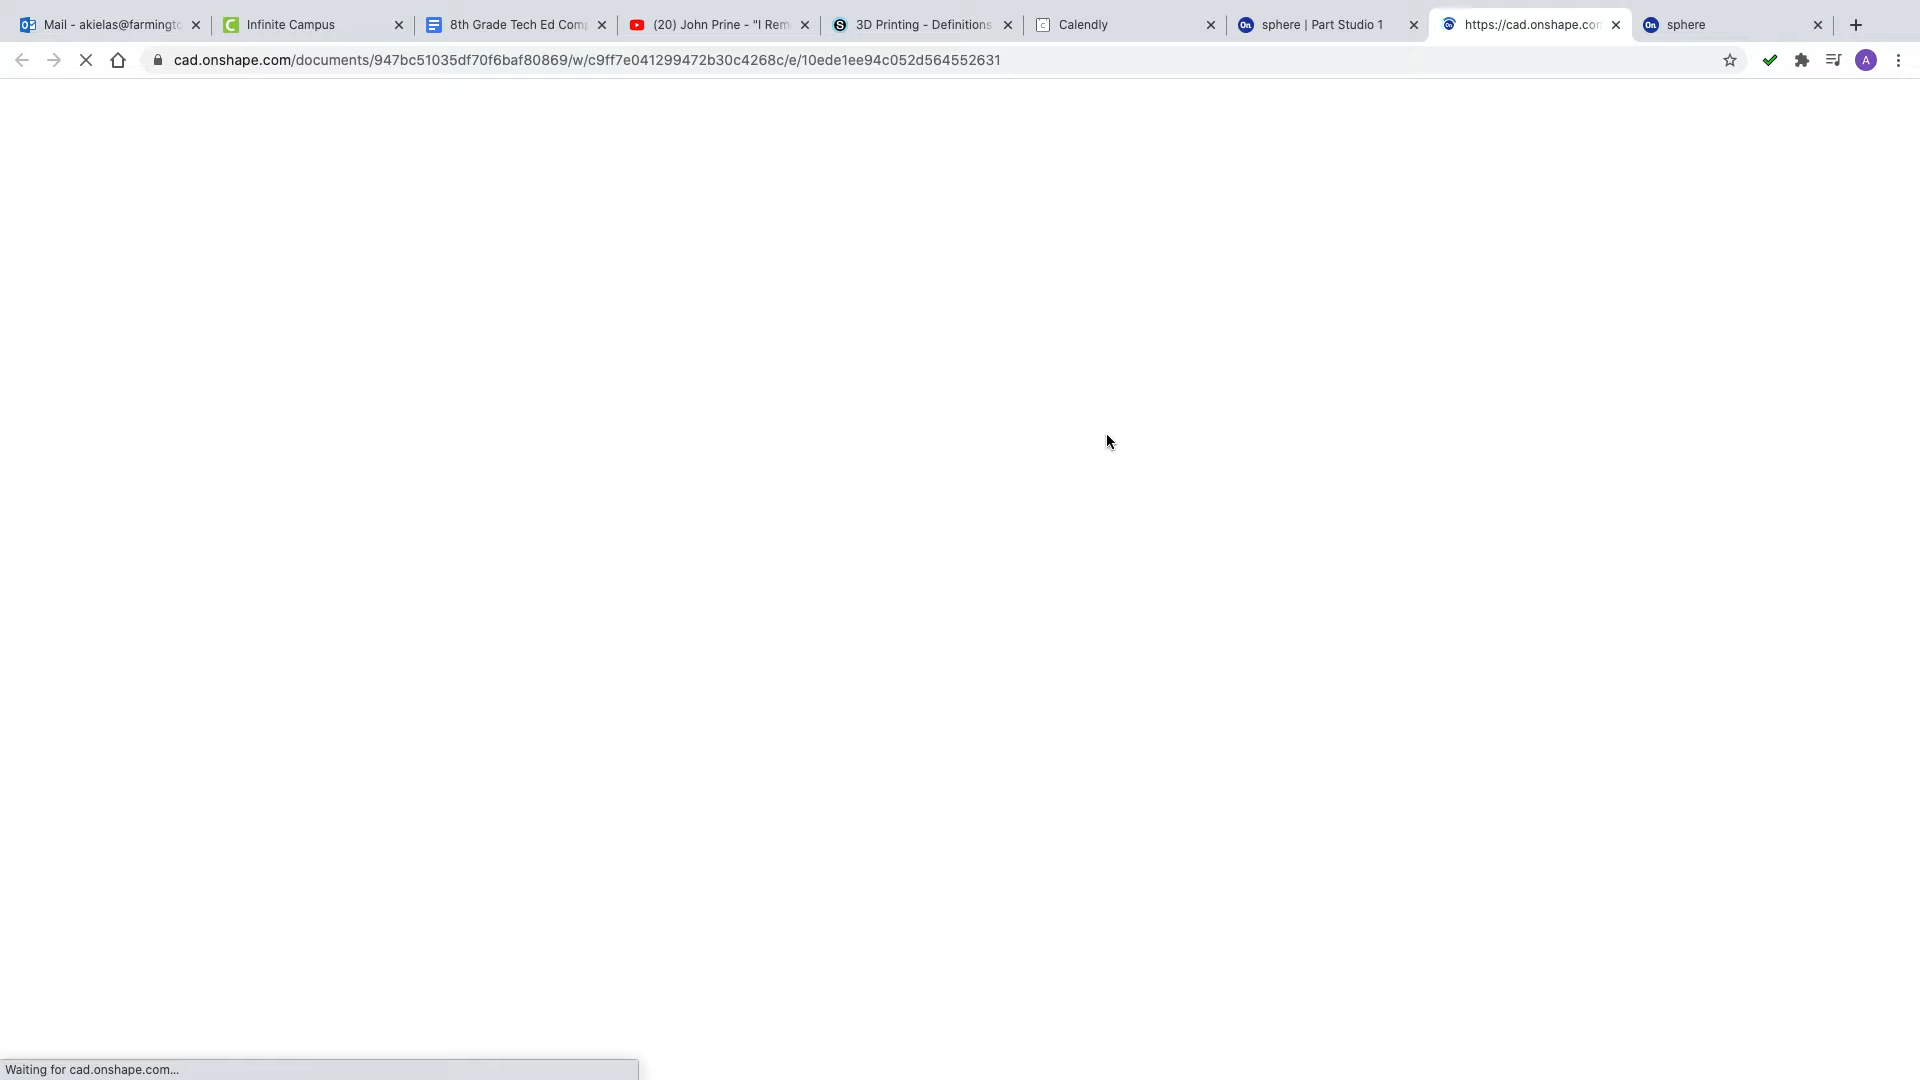 Mail - akielas@farmingto
Infinite Campus
8th Grade Tech Ed Comp
(20) John Prine - "I Rem
3D Printing - Definitions
Calendly
sphere | Part Studio 1
https://cad.onshape.con
sphere
cad.onshape.com/documents/947bc51035df70f6baf80869/w/c9ff7e041299472b30c4268c/e/10ede1ee94c052d564552631
A
Waiting for cad.onshape.com...